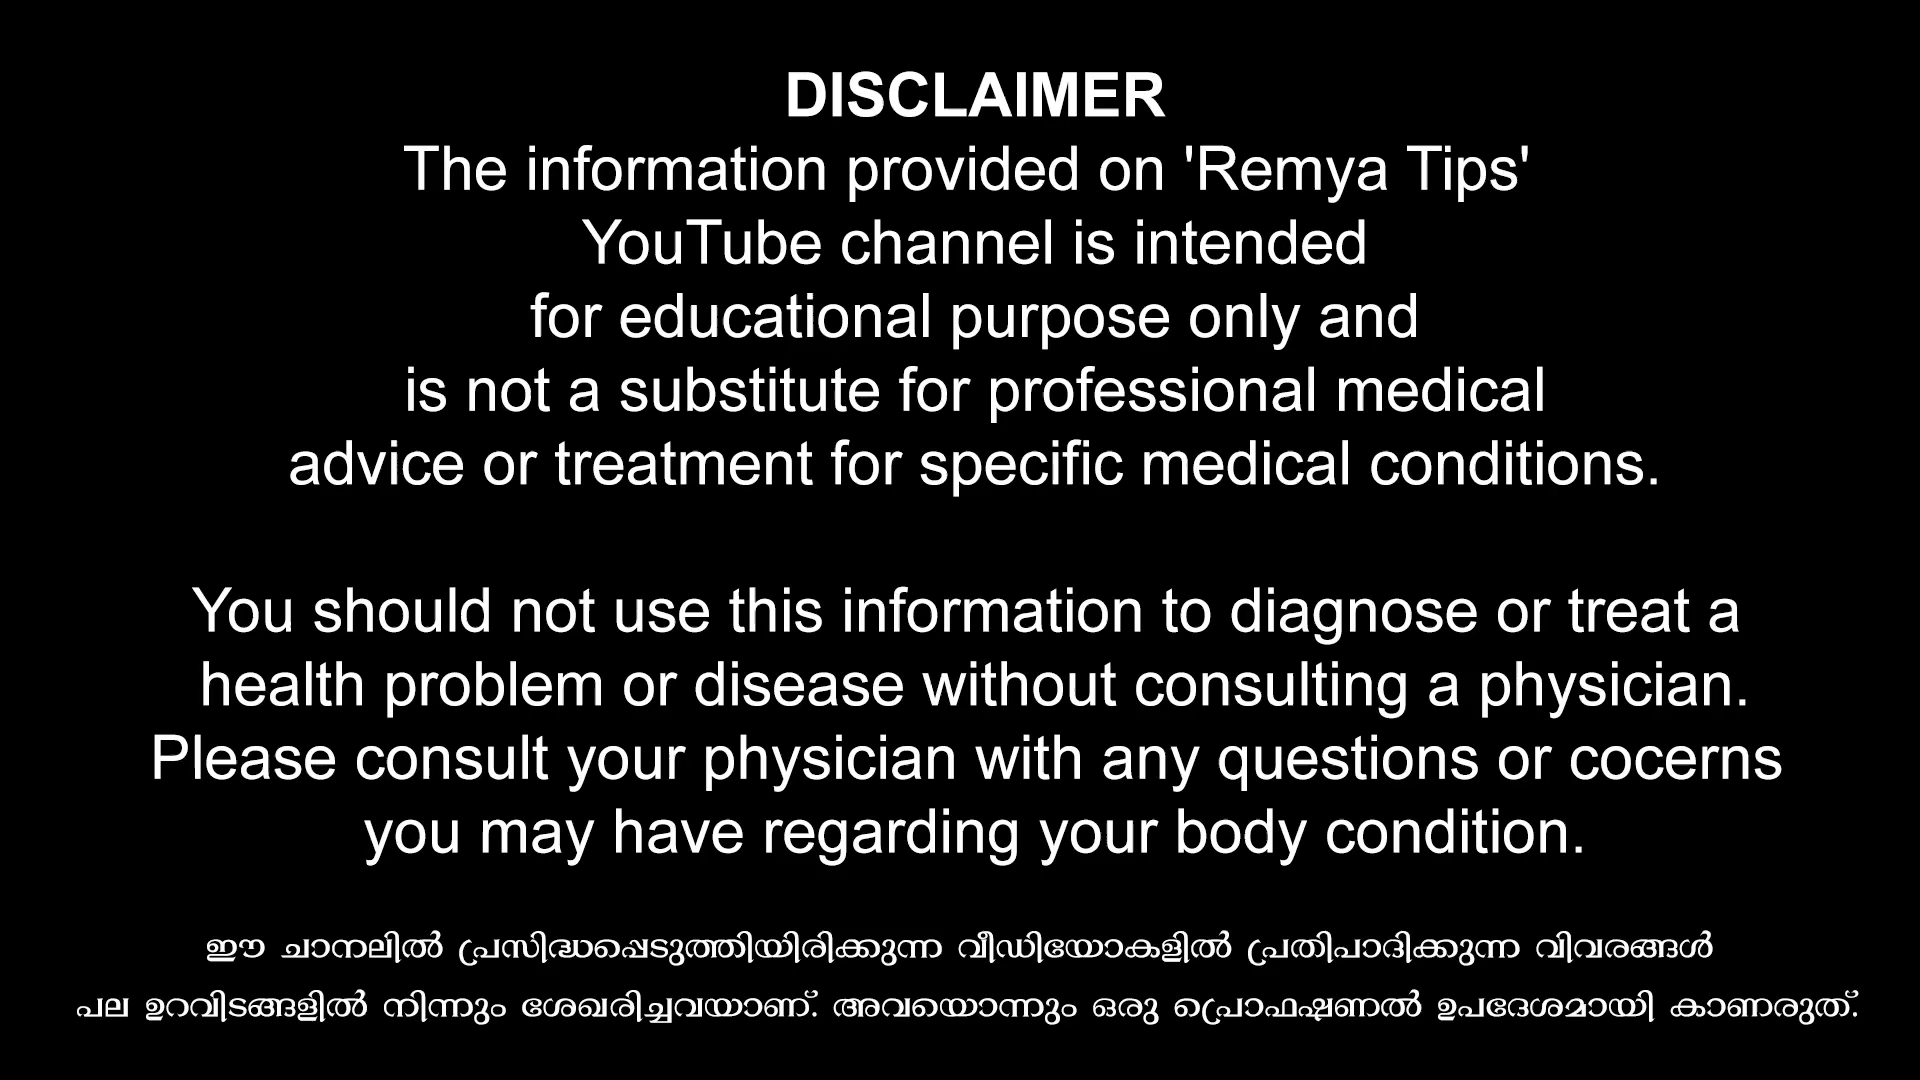 DISCLAIMER
The information provided on 'Remya Tips'
YouTube channel is intended
for educational purpose only and
is not a substitute for professional medical
advice or treatment for specific medical conditions.
You should not use this information to diagnose or treat a
health problem or disease without consulting a physician.
Please consult your physician with any questions or cocerns
you may have regarding your body condition.
ഈ ചാനലിൽ പ്രസിദ്ധപ്പെടുത്തിയിരിക്കുന്ന വീഡിയോകളിൽ പ്രതിപാദിക്കുന്ന വിവരങ്ങൾ
പല ഉറവിടങ്ങളിൽ നിന്നും ശേഖരിച്ചവയാണ്. അവയൊന്നും ഒരു പ്രൊഫഷണൽ ഉപദേശമായി കാണരുത്.